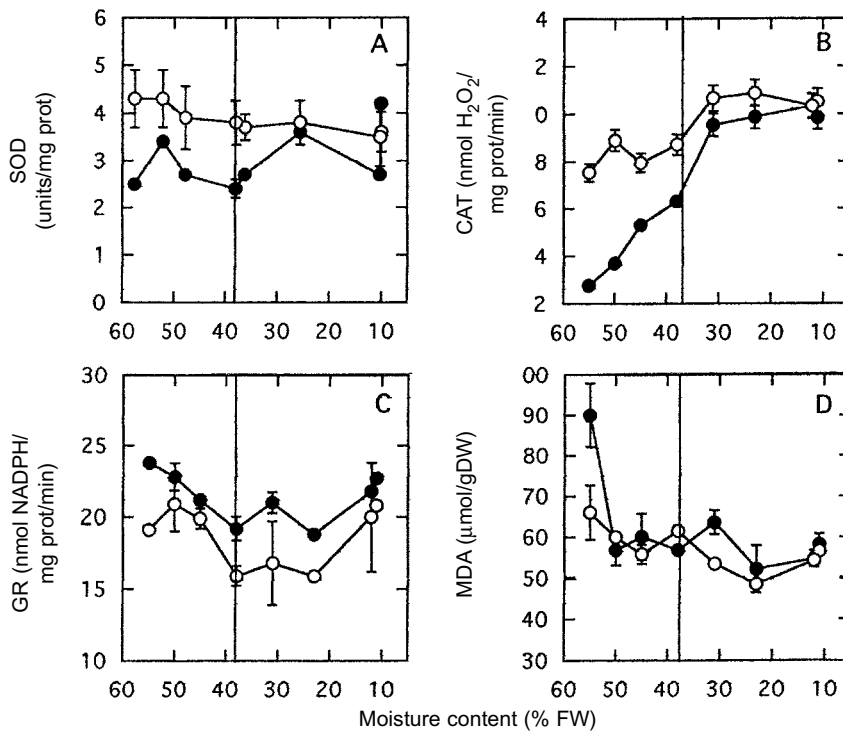 A
6
5
4
3
2
1
0
SOD
(units/mg prot)
60 50 40 30 20 10
B
4
2
0
8
6
4
2
CAT (nmol H₂O₂/
mg prot/min)
60 50 40 30 20 10
C
30
25
20
15
10
GR (nmol NADPH/
mg prot/min)
60 50 40 30 20 10
D
00
90
80
70
60
50
40
30
MDA (μmol/gDW)
60 50 40 30 20 10
Moisture content (% FW)